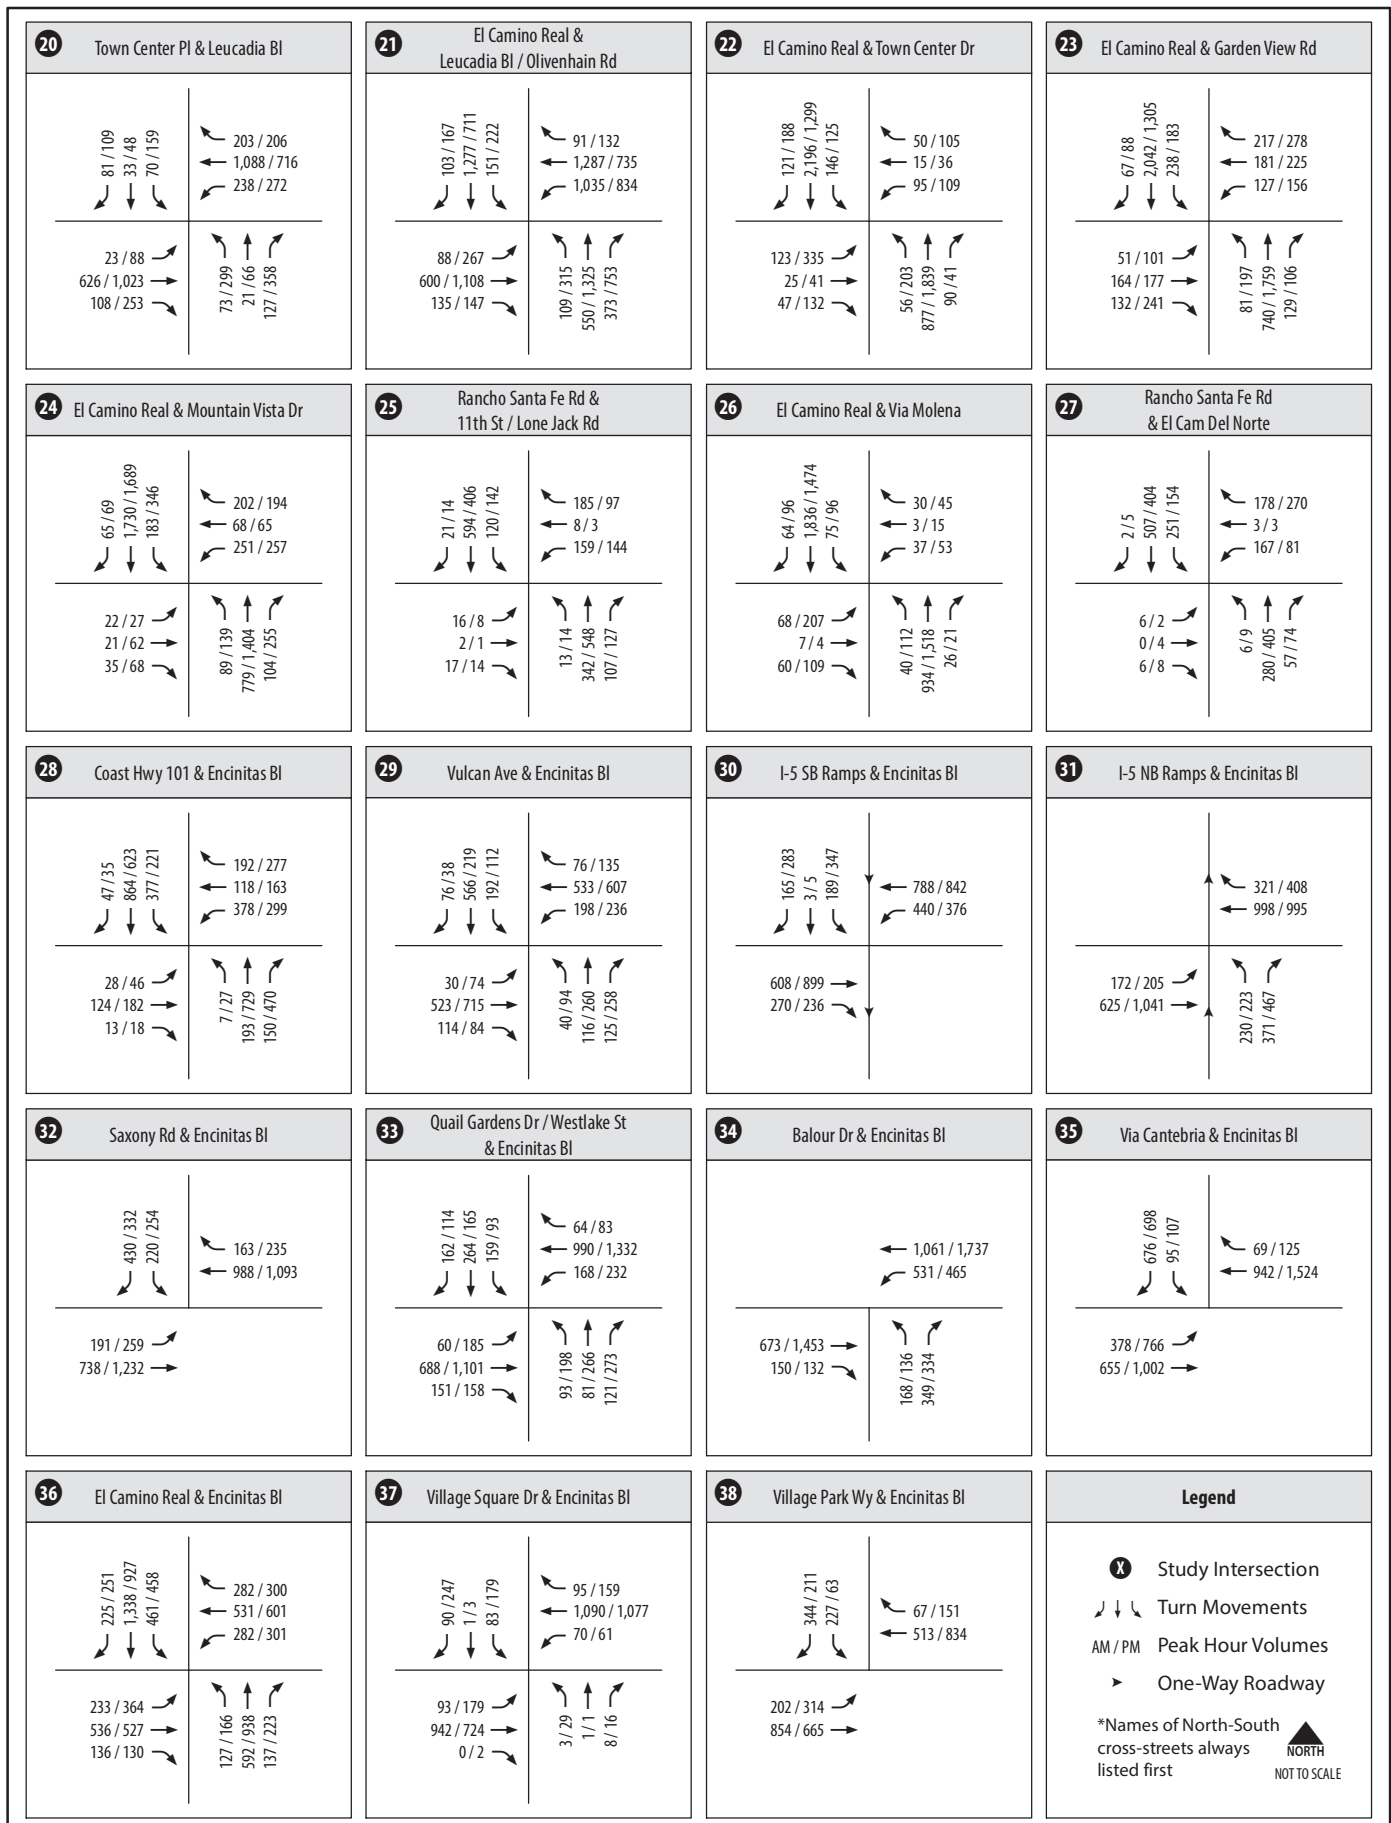 20
Town Center Pl & Leucadia Bl
81 / 109
33 / 48
70 / 159
203 / 206
1,088 / 716
238 / 272
23 / 88
626 / 1,023
108 / 253
73 / 299
21 / 66
127 / 358
21
El Camino Real &
Leucadia Bl / Olivenhain Rd
103 / 167
1,277 / 711
151 / 222
91 / 132
1,287 / 735
1,035 / 834
88 / 267
600 / 1,108
135 / 147
109 / 315
550 / 1,325
373 / 753
22
El Camino Real & Town Center Dr
121 / 188
2,196 / 1,299
146 / 125
50 / 105
15 / 36
95 / 109
123 / 335
25 / 41
47 / 132
56 / 203
877 / 1,839
90 / 41
23
El Camino Real & Garden View Rd
67 / 88
2,042 / 1,305
238 / 183
217 / 278
181 / 225
127 / 156
51 / 101
164 / 177
132 / 241
81 / 197
740 / 1,759
129 / 106
24
El Camino Real & Mountain Vista Dr
65 / 69
1,730 / 1,689
183 / 346
202 / 194
68 / 65
251 / 257
22 / 27
21 / 62
35 / 68
89 / 139
779 / 1,404
104 / 255
25
Rancho Santa Fe Rd &
11th St / Lone Jack Rd
21 / 14
594 / 406
120 / 142
185 / 97
8 / 3
159 / 144
16 / 8
2 / 1
17 / 14
13 / 14
342 / 548
107 / 127
26
El Camino Real & Via Molena
64 / 96
1,836 / 1,474
75 / 96
30 / 45
3 / 15
37 / 53
68 / 207
7 / 4
60 / 109
40 / 112
934 / 1,518
26 / 21
27
Rancho Santa Fe Rd
& El Cam Del Norte
2 / 5
507 / 404
251 / 154
178 / 270
3 / 3
167 / 81
6 / 2
0 / 4
6 / 8
6 / 9
280 / 405
57 / 74
28
Coast Hwy 101 & Encinitas Bl
47 / 35
864 / 623
377 / 221
192 / 277
118 / 163
378 / 299
28 / 46
124 / 182
13 / 18
7 / 27
193 / 729
150 / 470
29
Vulcan Ave & Encinitas Bl
76 / 38
566 / 219
192 / 112
76 / 135
533 / 607
198 / 236
30 / 74
523 / 715
114 / 84
40 / 94
116 / 260
125 / 258
30
I-5 SB Ramps & Encinitas Bl
165 / 283
3 / 5
189 / 347
788 / 842
440 / 376
608 / 899
270 / 236
31
I-5 NB Ramps & Encinitas Bl
321 / 408
998 / 995
172 / 205
625 / 1,041
230 / 223
371 / 467
32
Saxony Rd & Encinitas Bl
430 / 332
220 / 254
163 / 235
988 / 1,093
191 / 259
738 / 1,232
33
Quail Gardens Dr / Westlake St
& Encinitas Bl
162 / 114
264 / 165
159 / 93
64 / 83
990 / 1,332
168 / 232
60 / 185
688 / 1,101
151 / 158
93 / 198
81 / 266
121 / 273
34
Balour Dr & Encinitas Bl
1,061 / 1,737
531 / 465
673 / 1,453
150 / 132
168 / 136
349 / 334
35
Via Cantebria & Encinitas Bl
676 / 698
95 / 107
69 / 125
942 / 1,524
378 / 766
655 / 1,002
36
El Camino Real & Encinitas Bl
225 / 251
1,338 / 927
461 / 458
282 / 300
531 / 601
282 / 301
233 / 364
536 / 527
136 / 130
127 / 166
592 / 938
137 / 223
37
Village Square Dr & Encinitas Bl
90 / 247
1 / 3
83 / 179
95 / 159
1,090 / 1,077
70 / 61
93 / 179
942 / 724
0 / 2
3 / 29
1 / 1
8 / 16
38
Village Park Wy & Encinitas Bl
344 / 211
227 / 63
67 / 151
513 / 834
202 / 314
854 / 665
Legend
X Study Intersection
Turn Movements
AM / PM Peak Hour Volumes
One-Way Roadway
*Names of North-South
cross-streets always
listed first
NORTH
NOT TO SCALE